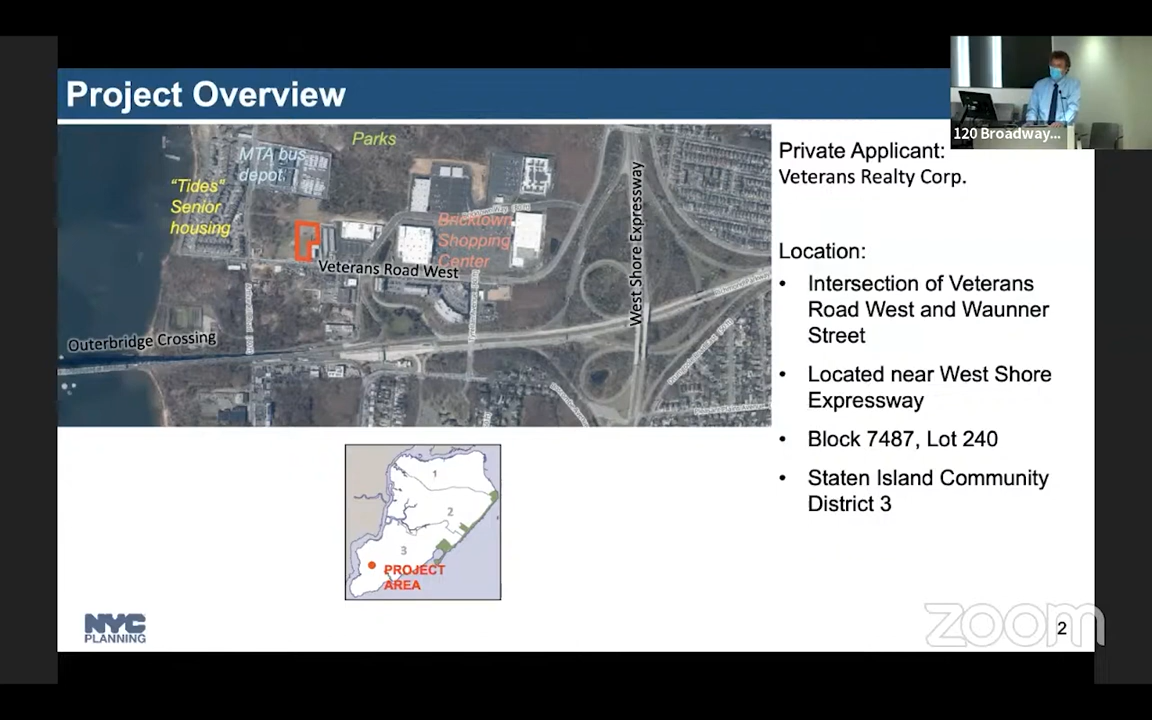 Project Overview
120 Broadway...
Parks
MTA bus
depot
"Tides"
Senior
housing
Bricktown
Shopping
Center
Veterans Road West
West Shore Expressway
Outerbridge Crossing
Private Applicant:
Veterans Realty Corp.
Location:
• Intersection of Veterans
Road West and Waunner
Street
• Located near West Shore
Expressway
• Block 7487, Lot 240
• Staten Island Community
District 3
1
2
3
PROJECT
AREA
NYC
PLANNING
zoom
2